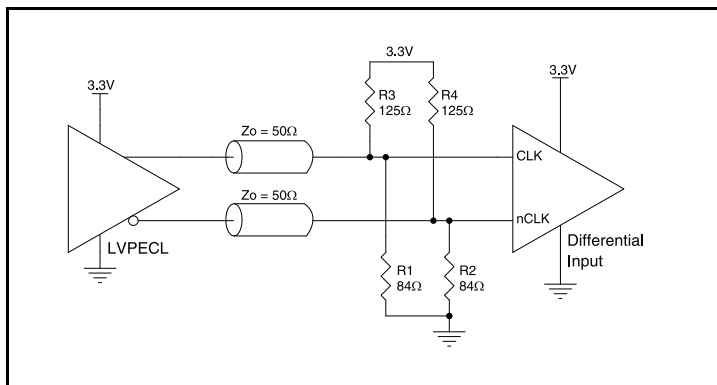 3.3V
3.3V
3.3V
R3
125Ω
R4
125Ω
Zo = 50Ω
CLK
Zo = 50Ω
nCLK
LVPECL
Differential
Input
R1
84Ω
R2
84Ω